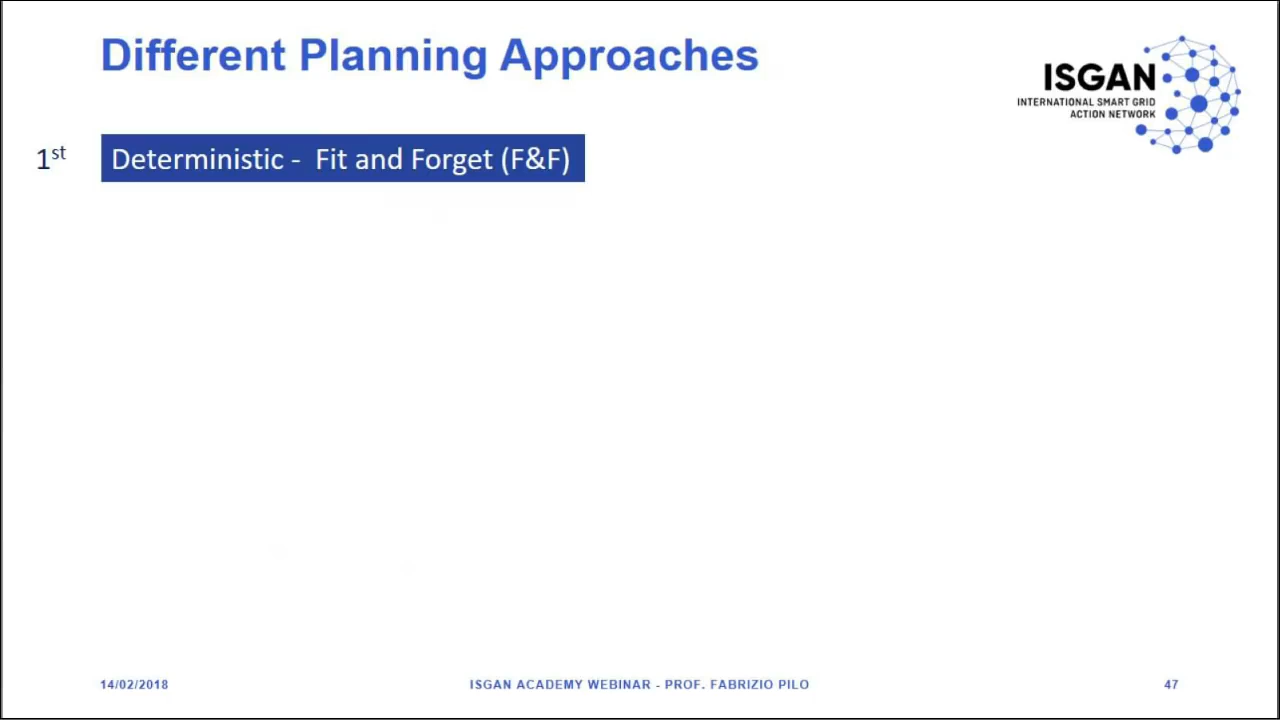 Different Planning Approaches
ISGAN
INTERNATIONAL SMART GRID
ACTION NETWORK
1st Deterministic - Fit and Forget (F&F)
14/02/2018 ISGAN ACADEMY WEBINAR - PROF. FABRIZIO PILO 47